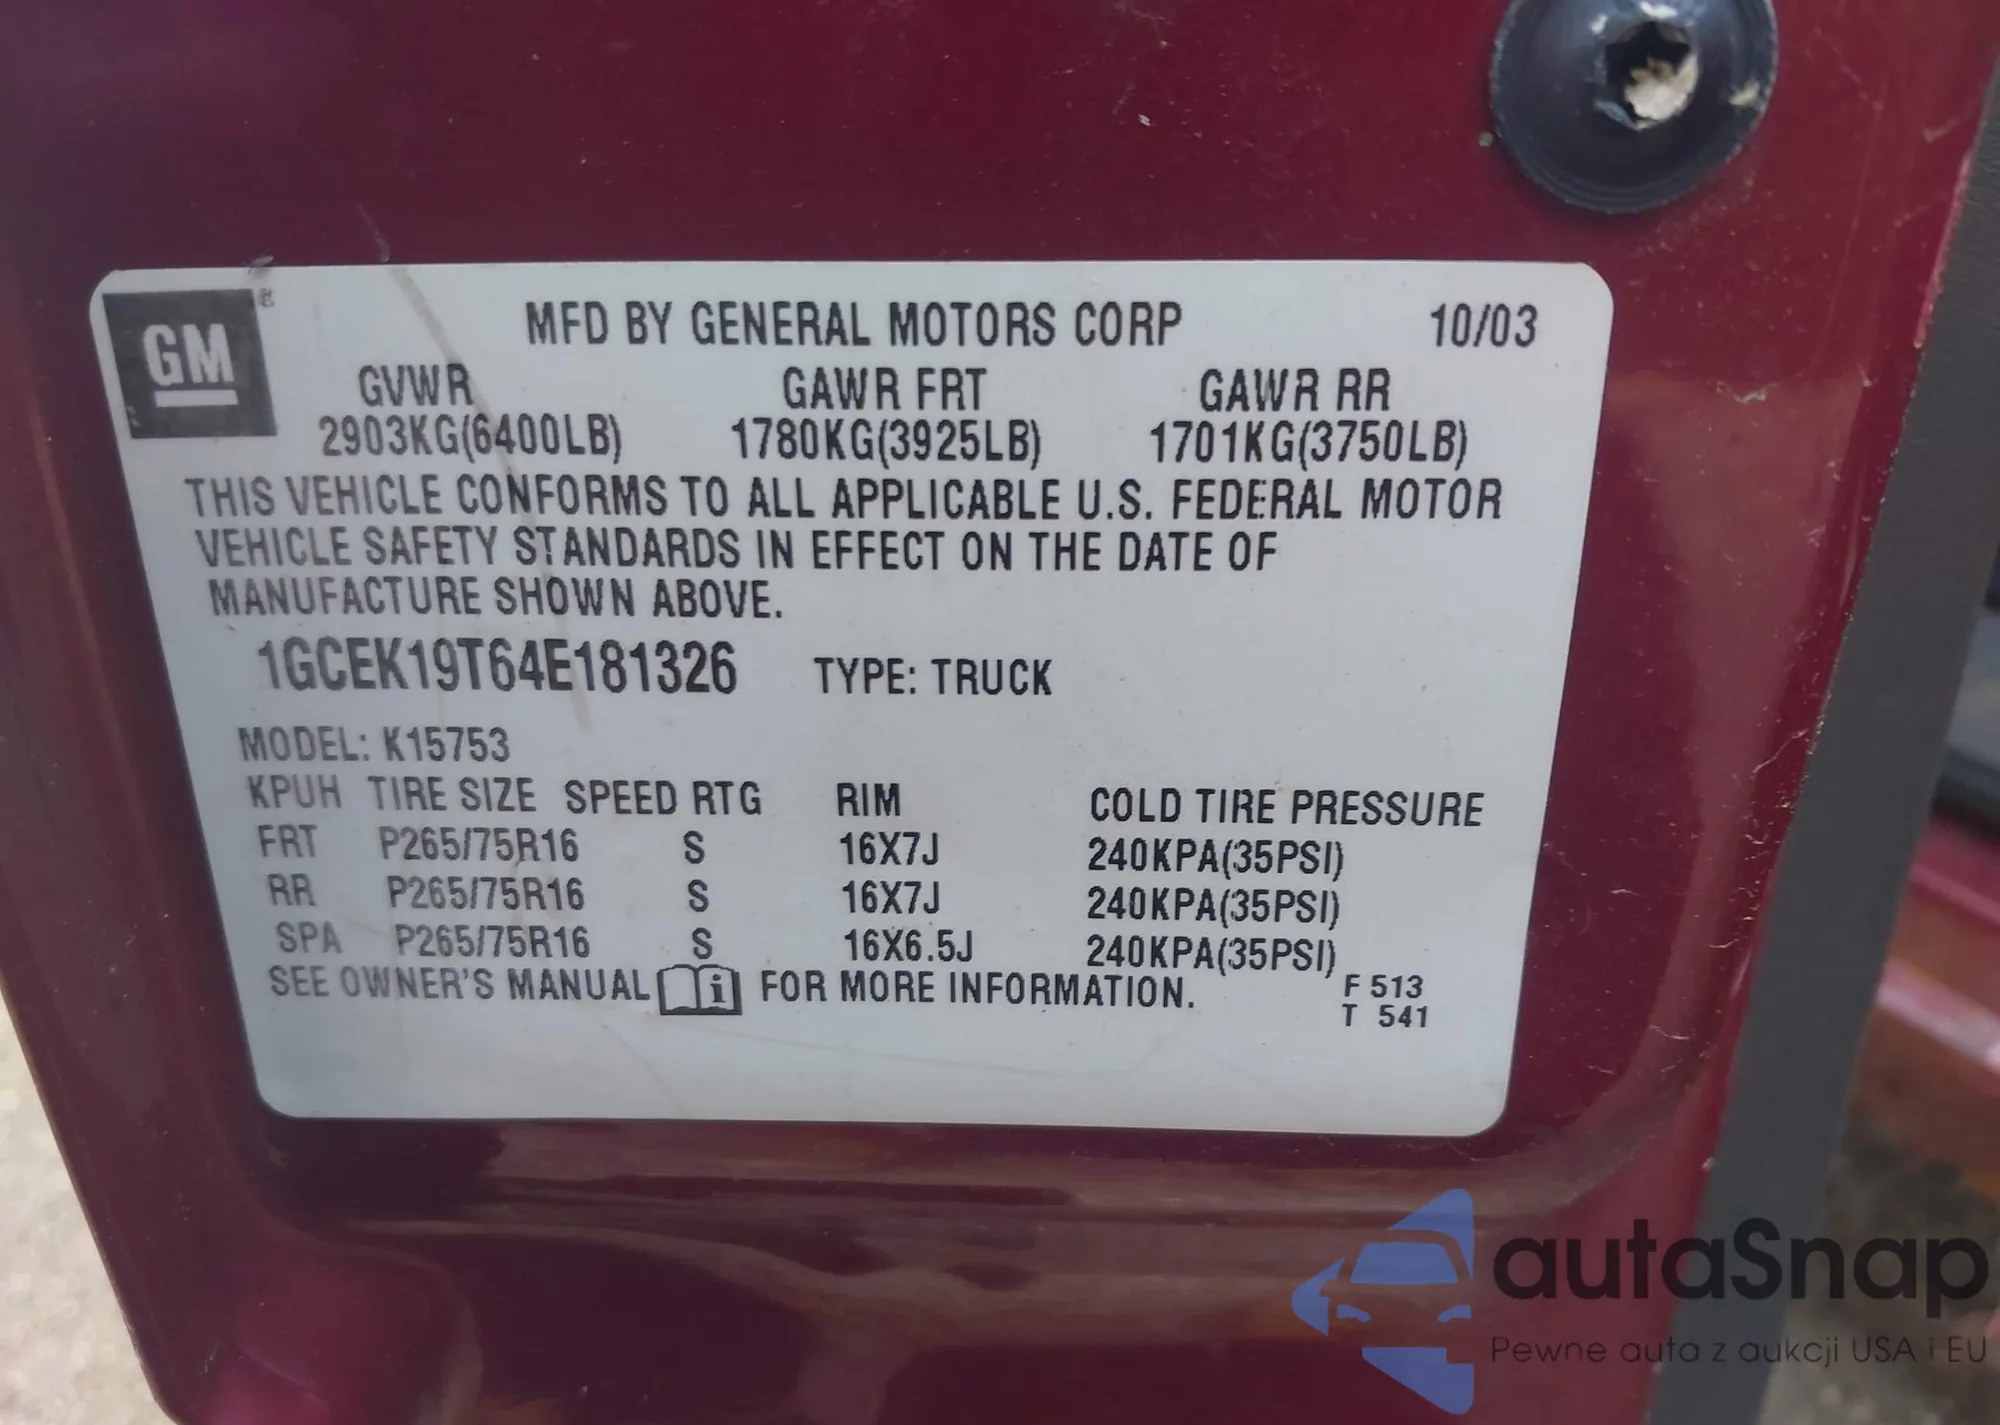 GM®
MFD BY GENERAL MOTORS CORP 10/03
GVWR GAWR FRT GAWR RR
2903KG(6400LB) 1780KG(3925LB) 1701KG(3750LB)
THIS VEHICLE CONFORMS TO ALL APPLICABLE U.S. FEDERAL MOTOR
VEHICLE SAFETY STANDARDS IN EFFECT ON THE DATE OF
MANUFACTURE SHOWN ABOVE.
1GCEK19T64E181326 TYPE: TRUCK
MODEL: K15753
KPUH TIRE SIZE SPEED RTG RIM COLD TIRE PRESSURE
FRT P265/75R16 S 16X7J 240KPA(35PSI)
RR P265/75R16 S 16X7J 240KPA(35PSI)
SPA P265/75R16 S 16X6.5J 240KPA(35PSI)
SEE OWNER'S MANUAL i FOR MORE INFORMATION.
F 513
T 541
autaSnap
Pewne auta z aukcji USA i EU